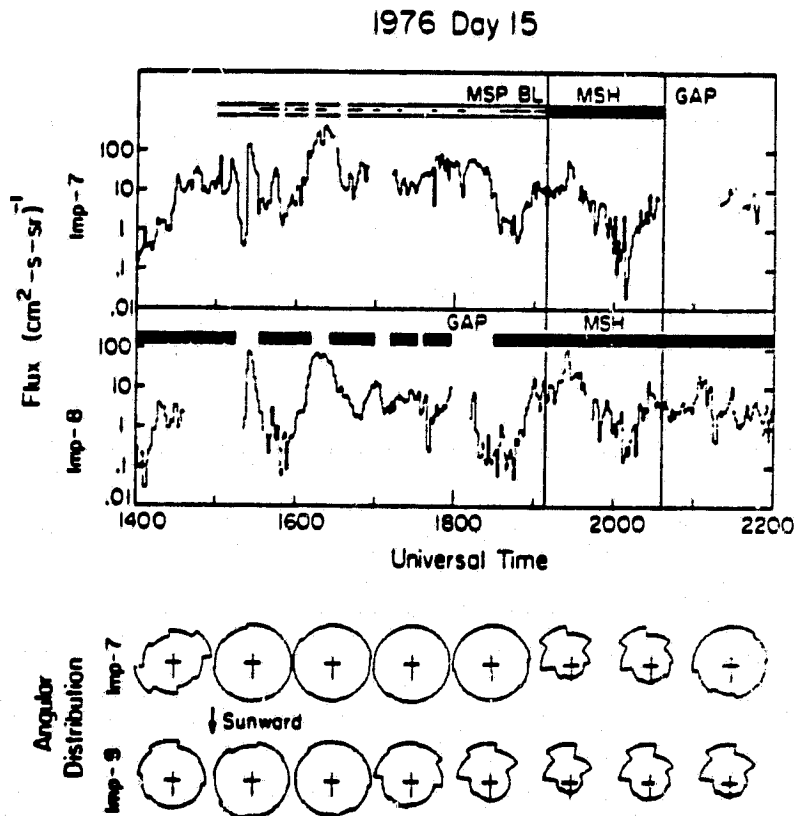 1976 Day 15
MSP BL MSH GAP
100
10
1
.1
.01
Imp-7
GAP MSH
100
10
1
.1
.01
Imp-8
Flux (cm²-s-sr)⁻¹
1400 1600 1800 2000 2200
Universal Time
Imp-7
Sunward
Imp-8
Angular
Distribution